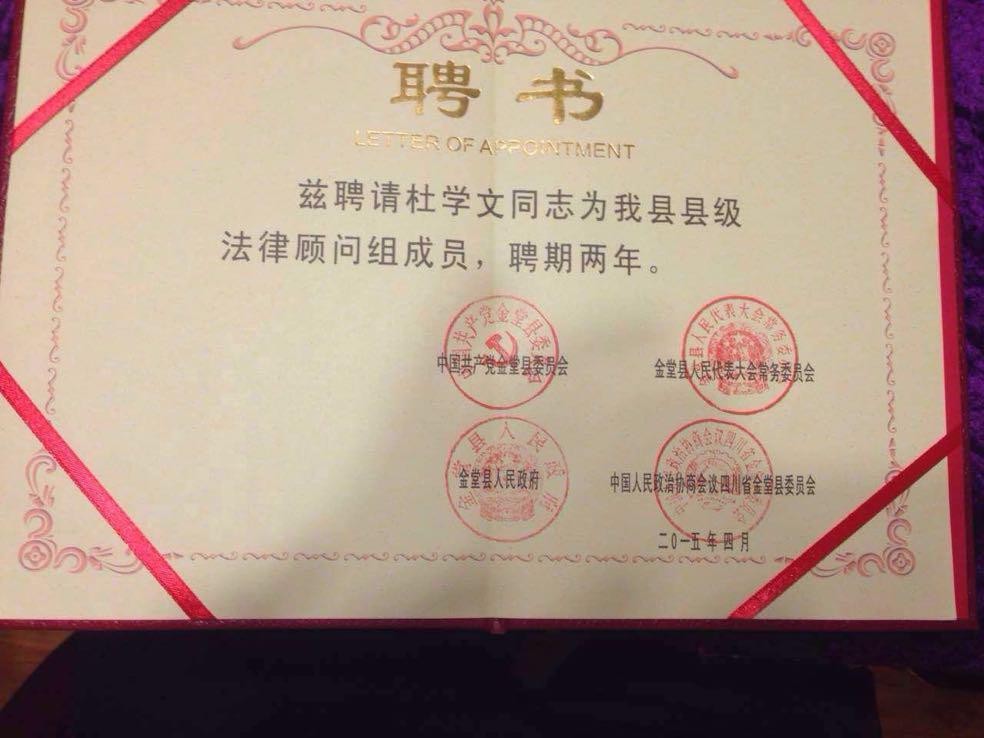 聘书
LETTER OF APPOINTMENT
兹聘请杜学文同志为我县县级
法律顾问组成员，聘期两年。
中国共产党金堂县委员会
金堂县人民代表大会常务委员会
金堂县人民政府
中国人民政治协商会议四川省金堂县委员会
二〇一五年四月